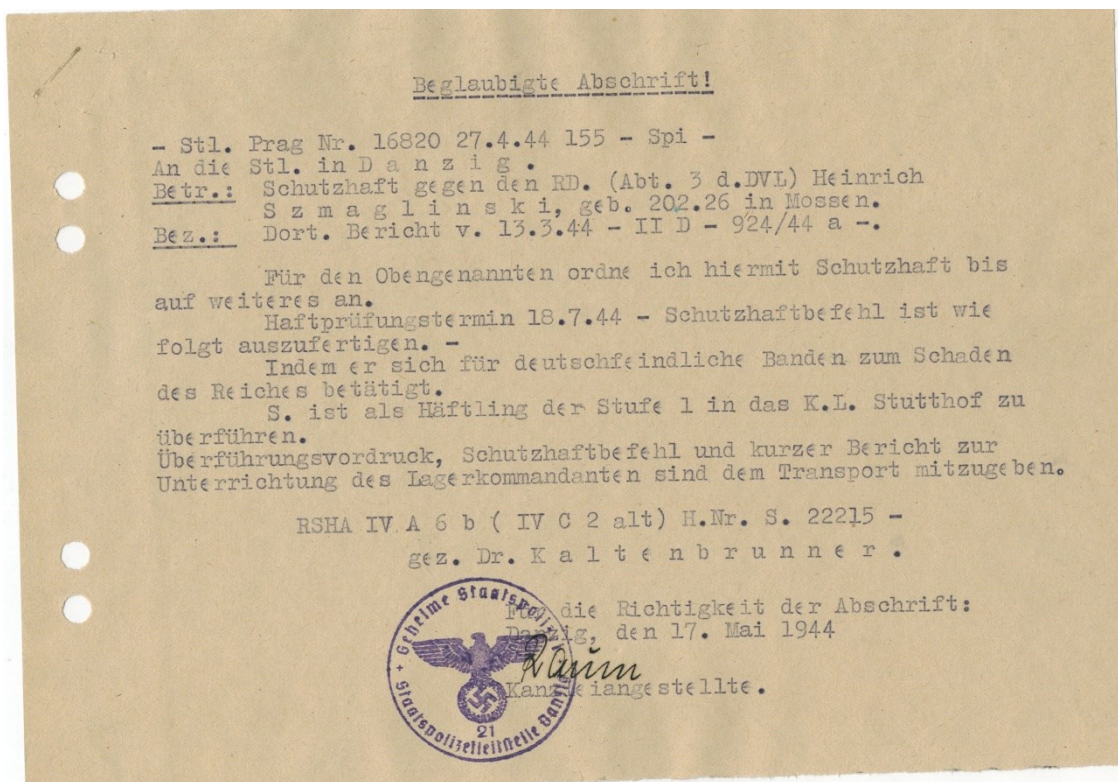 Beglaubigte Abschrift!
- Stl. Prag Nr. 16820 27.4.44 155 - Spi -
An die Stl. in D a n z i g .
Betr.: Schutzhaft gegen den RD. (Abt. 3 d.DVL) Heinrich
S z m a g l i n s k i, geb. 202.26 in Mossen.
Bez.: Dort. Bericht v. 13.3.44 - II D - 924/44 a -.
Für den Obengenannten ordne ich hiermit Schutzhaft bis
auf weiteres an.
Haftprüfungstermin 18.7.44 - Schutzhaftbefehl ist wie
folgt auszufertigen. -
Indem er sich für deutschfeindliche Banden zum Schaden
des Reiches betätigt.
S. ist als Häftling der Stufe 1 in das K.L. Stutthof zu
überführen.
Überführungsvordruck, Schutzhaftbefehl und kurzer Bericht zur
Unterrichtung des Lagerkommandanten sind dem Transport mitzugeben.
RSHA IV A 6 b ( IV C 2 alt) H.Nr. S. 22215 -
gez. Dr. K a l t e n b r u n n e r .
Für die Richtigkeit der Abschrift:
Danzig, den 17. Mai 1944
Kanzleiangestellte.
Geheime Staatspolizei
+ Staatspolizeileitstelle Danzig +
21